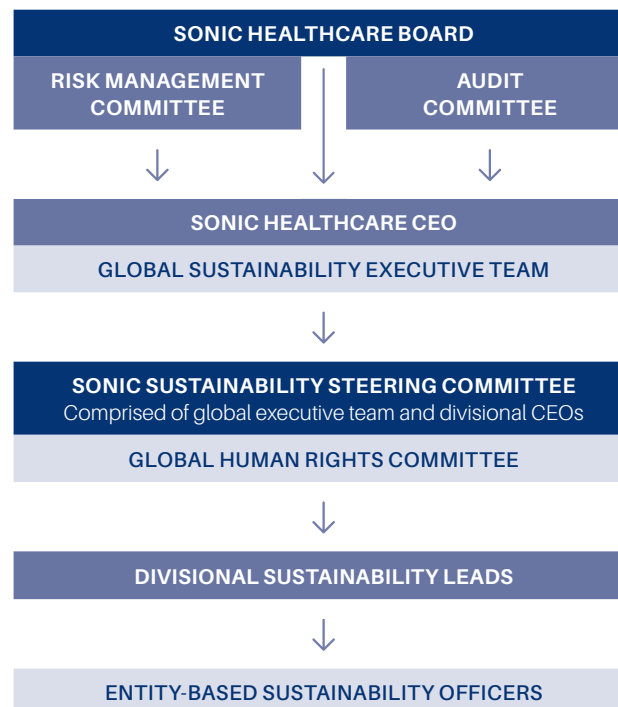 SONIC HEALTHCARE BOARD
RISK MANAGEMENT
COMMITTEE
AUDIT
COMMITTEE
SONIC HEALTHCARE CEO
GLOBAL SUSTAINABILITY EXECUTIVE TEAM
SONIC SUSTAINABILITY STEERING COMMITTEE
Comprised of global executive team and divisional CEOs
GLOBAL HUMAN RIGHTS COMMITTEE
DIVISIONAL SUSTAINABILITY LEADS
ENTITY-BASED SUSTAINABILITY OFFICERS